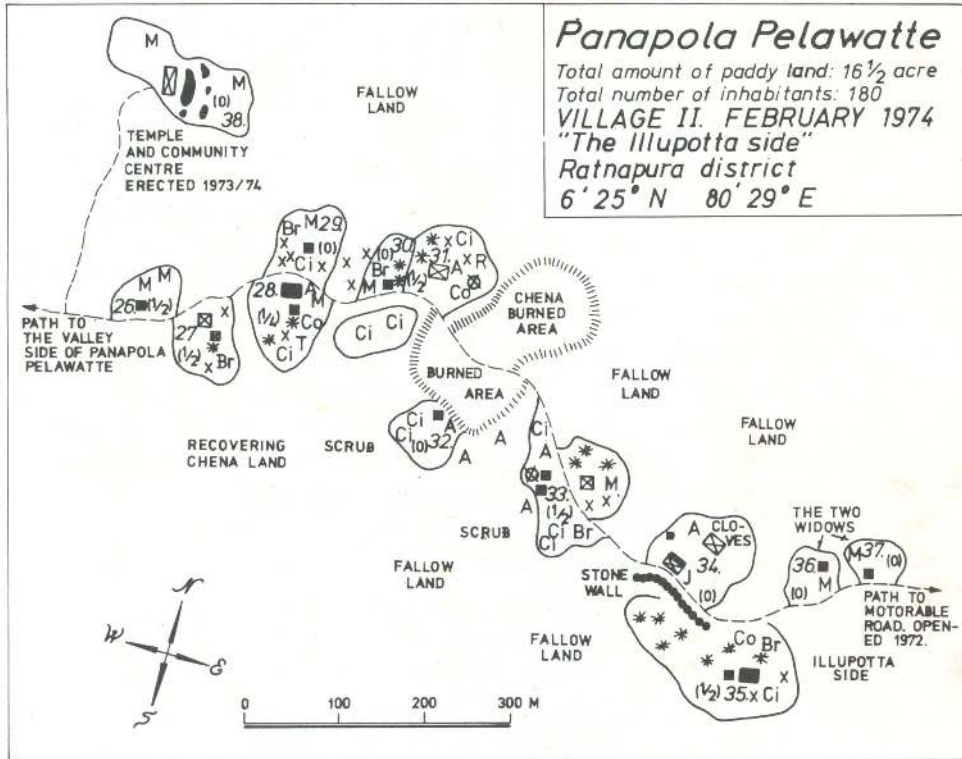 Panapola Pelawatte
Total amount of paddy land: 16 1/2 acre
Total number of inhabitants: 180
VILLAGE II. FEBRUARY 1974
"The Illupotta side"
Ratnapura district
6'25° N 80'29° E
M
M
(0)
38.
TEMPLE
AND COMMUNITY
CENTRE
ERECTED 1973/74
FALLOW
LAND
M M
M
26. (1/2)
PATH TO
THE VALLEY
SIDE OF PANAPOLA
PELAWATTE
27
(1/2) Br
Br M 29.
(0)
Ci
28. A
M
(1/4) Co
Ci T
30.
(0)
Br
M (1/2)
31. Ci
A R
Co
Ci Ci
CHENA
BURNED
AREA
BURNED
AREA
FALLOW
LAND
RECOVERING
CHENA LAND
SCRUB
Ci
Ci (0) 32. A
A A
Ci
A
33.
A (1/2)
Ci Br
Ci
M
SCRUB
FALLOW
LAND
FALLOW
LAND
A CLO-
VES
34.
J
(0)
STONE
WALL
THE TWO
WIDOWS
36.
(0) M
M 37. (0)
PATH TO
MOTORABLE
ROAD. OPEN-
ED 1972.
ILLUPOTTA
SIDE
FALLOW
LAND
Co Br
(1/2) 35. x Ci
N
W E
S
0 100 200 300 M